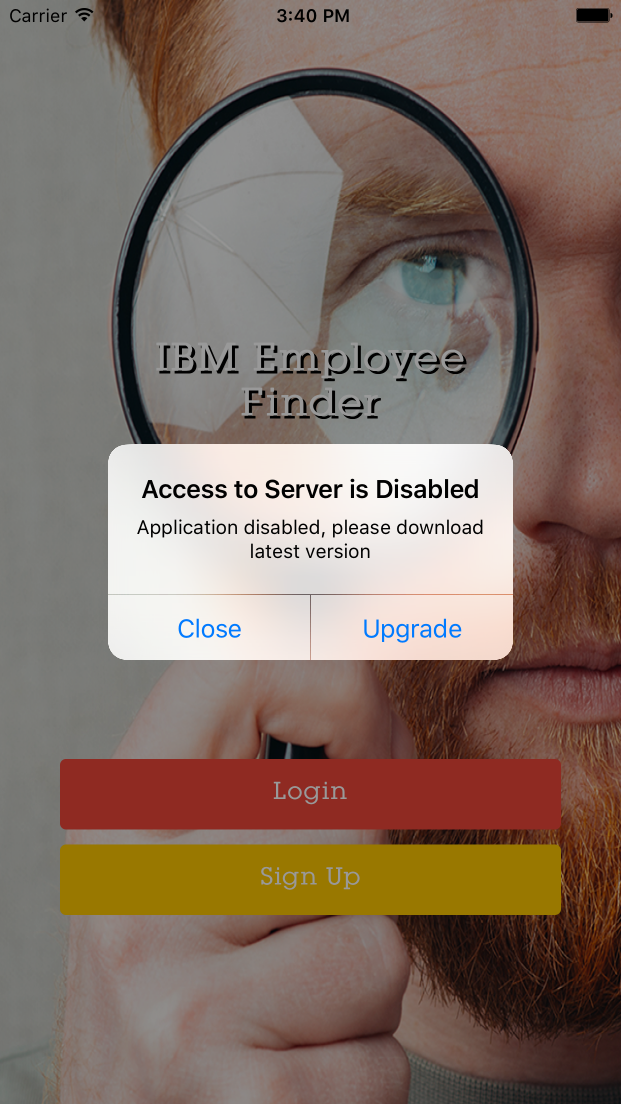 Carrier 3:40 PM
IBM Employee
Finder
Access to Server is Disabled
Application disabled, please download
latest version
Close Upgrade
Login
Sign Up